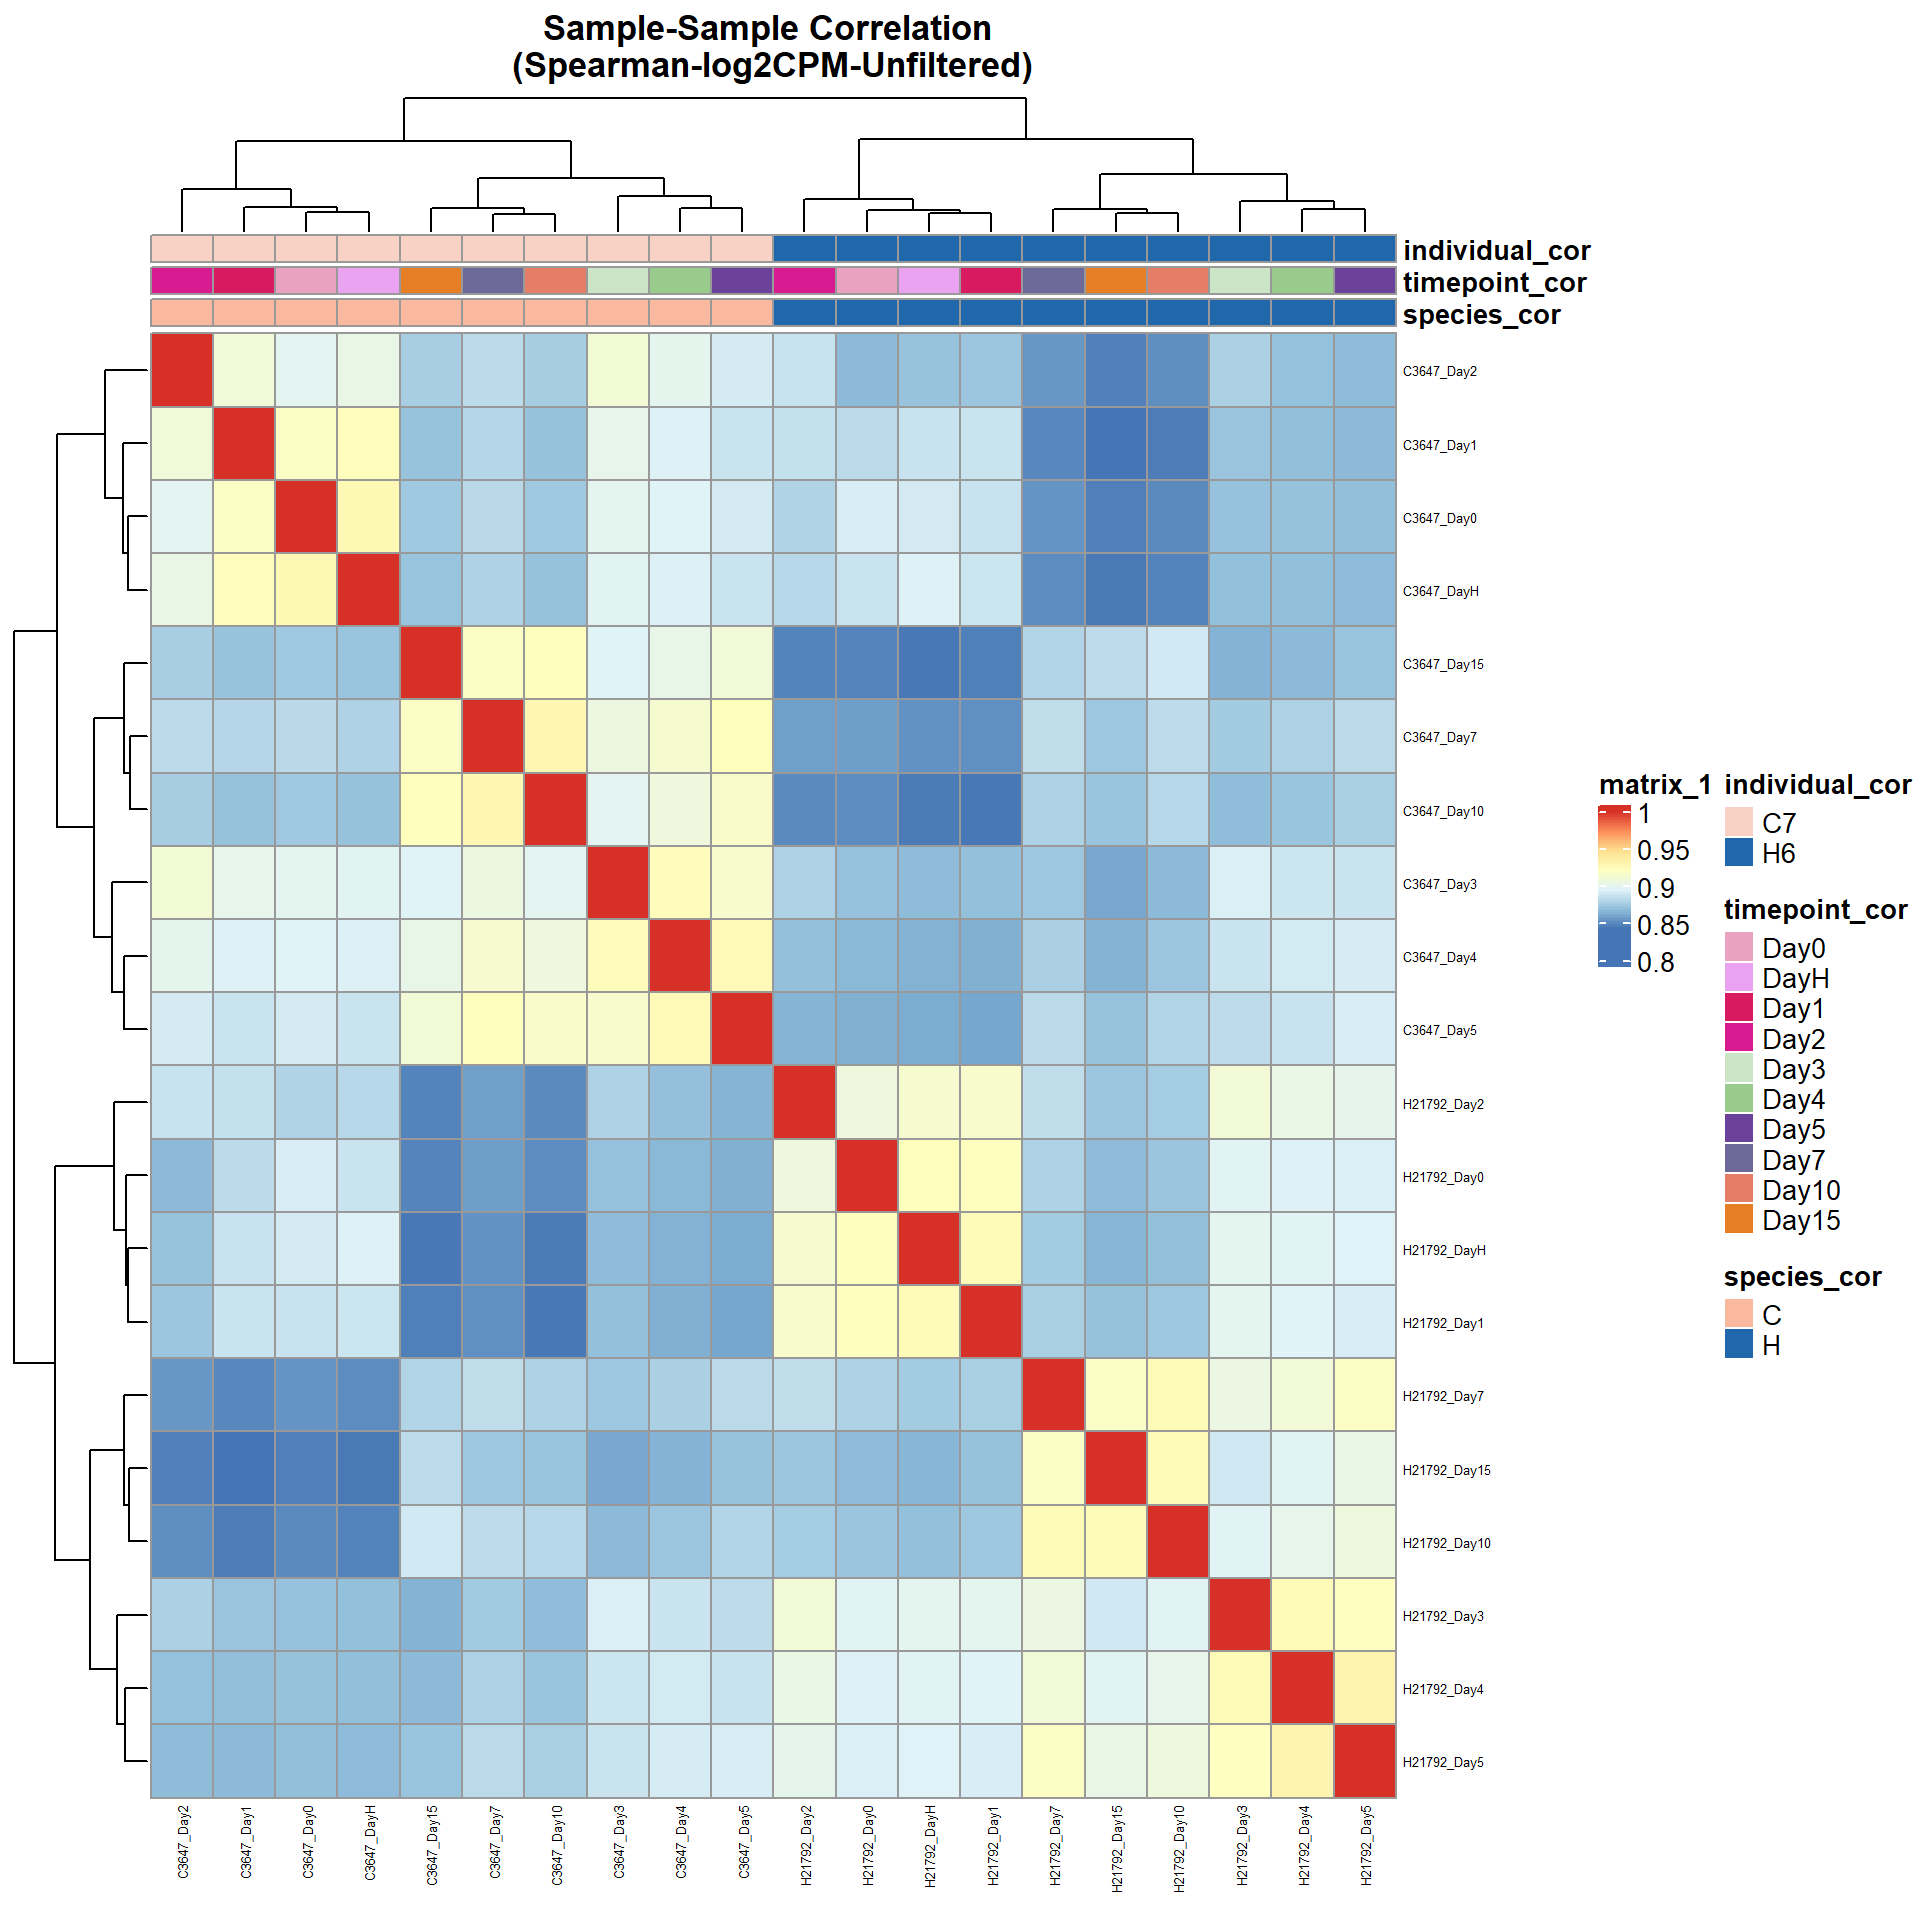 Sample-Sample Correlation
(Spearman-log2CPM-Unfiltered)
individual_cor
timepoint_cor
species_cor
C3647_Day2
C3647_Day1
C3647_Day0
C3647_DayH
C3647_Day15
C3647_Day7
C3647_Day10
C3647_Day3
C3647_Day4
C3647_Day5
H21792_Day2
H21792_Day0
H21792_DayH
H21792_Day1
H21792_Day7
H21792_Day15
H21792_Day10
H21792_Day3
H21792_Day4
H21792_Day5
C3647_Day2
C3647_Day1
C3647_Day0
C3647_DayH
C3647_Day15
C3647_Day7
C3647_Day10
C3647_Day3
C3647_Day4
C3647_Day5
H21792_Day2
H21792_Day0
H21792_DayH
H21792_Day1
H21792_Day7
H21792_Day15
H21792_Day10
H21792_Day3
H21792_Day4
H21792_Day5
matrix_1
1
0.95
0.9
0.85
0.8
individual_cor
C7
H6
timepoint_cor
Day0
DayH
Day1
Day2
Day3
Day4
Day5
Day7
Day10
Day15
species_cor
C
H